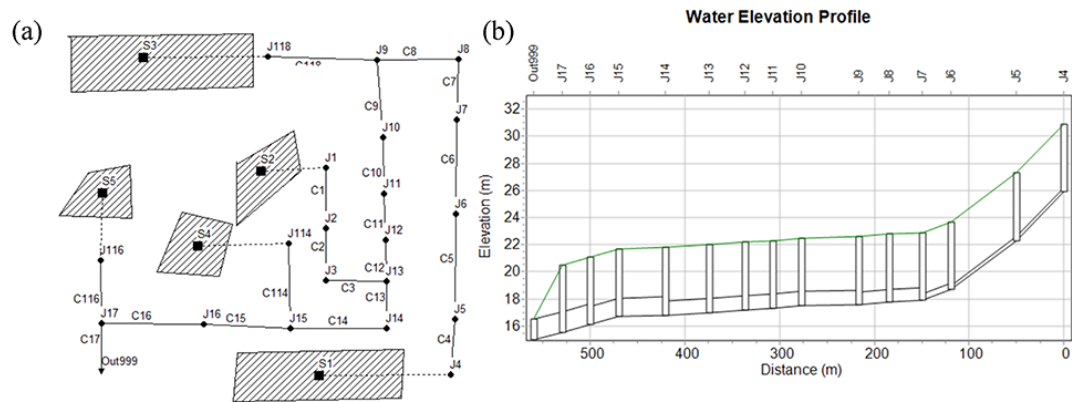 (a)
S3
J118
C118
J9
C8
J8
C7
C9
J7
J10
S2
J1
C6
C10
S5
J11
C1
J6
S4
J2
C11
J114
J12
C2
C5
J116
C12
J3
J13
C3
C116
C114
C13
J17
C16
J16
C15
J15
C14
J14
J5
C17
C4
Out999
S1
J4
(b)
Water Elevation Profile
Out999 J17 J16 J15 J14 J13 J12 J11 J10 J9 J8 J7 J6 J5 J4
Elevation (m)
32
30
28
26
24
22
20
18
16
500 400 300 200 100 0
Distance (m)